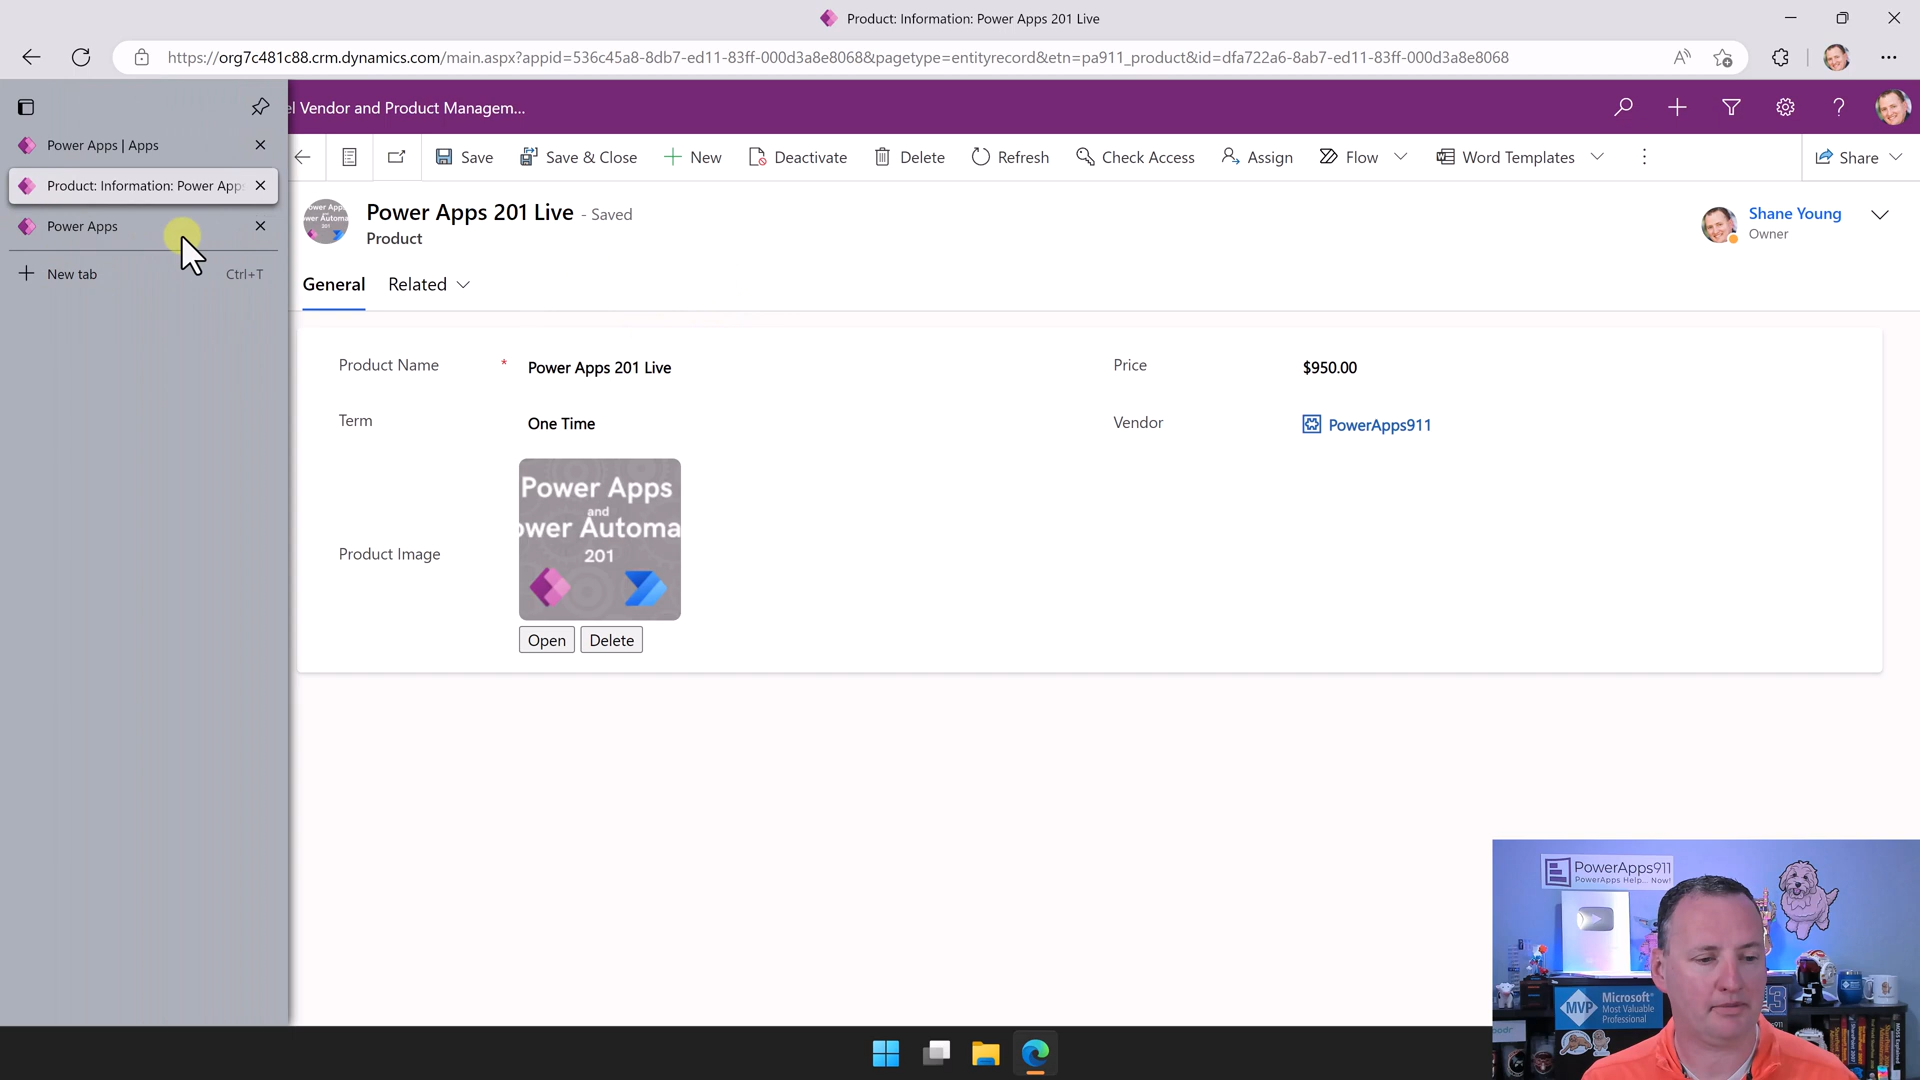 Product: Information: Power Apps 201 Live
https://org7c481c88.crm.dynamics.com/main.aspx?appid=536c45a8-8db7-ed11-83ff-000d3a8e8068&pagetype=entityrecord&etn=pa911_product&id=dfa722a6-8ab7-ed11-83ff-000d3a8e8068
el Vendor and Product Managem...
Power Apps | Apps
Product: Information: Power Apps
Power Apps
New tab Ctrl+T
Save
Save & Close
New
Deactivate
Delete
Refresh
Check Access
Assign
Flow
Word Templates
Share
Power Apps 201 Live - Saved
Product
Shane Young
Owner
General
Related
Product Name * Power Apps 201 Live
Price $950.00
Term One Time
Vendor PowerApps911
Product Image
Power Apps
and
ower Automa
201
Open
Delete
PowerApps911
PowerApps Help... Now!
MVP
Microsoft®
Most Valuable
Professional